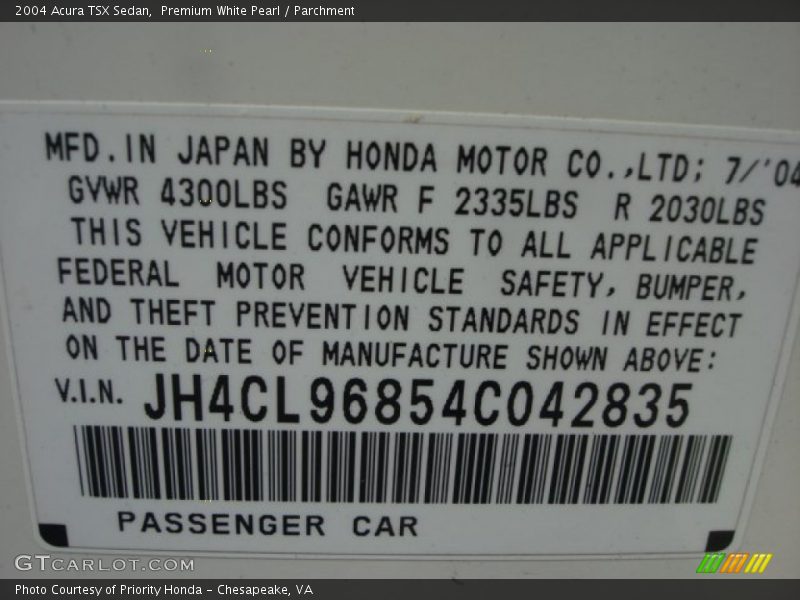 2004 Acura TSX Sedan, Premium White Pearl / Parchment
MFD.IN JAPAN BY HONDA MOTOR CO.,LTD; 7/'04
GVWR 4300LBS GAWR F 2335LBS R 2030LBS
THIS VEHICLE CONFORMS TO ALL APPLICABLE
FEDERAL MOTOR VEHICLE SAFETY, BUMPER,
AND THEFT PREVENTION STANDARDS IN EFFECT
ON THE DATE OF MANUFACTURE SHOWN ABOVE:
V.I.N. JH4CL96854C042835
PASSENGER CAR
GTCARLOT.COM
Photo Courtesy of Priority Honda - Chesapeake, VA